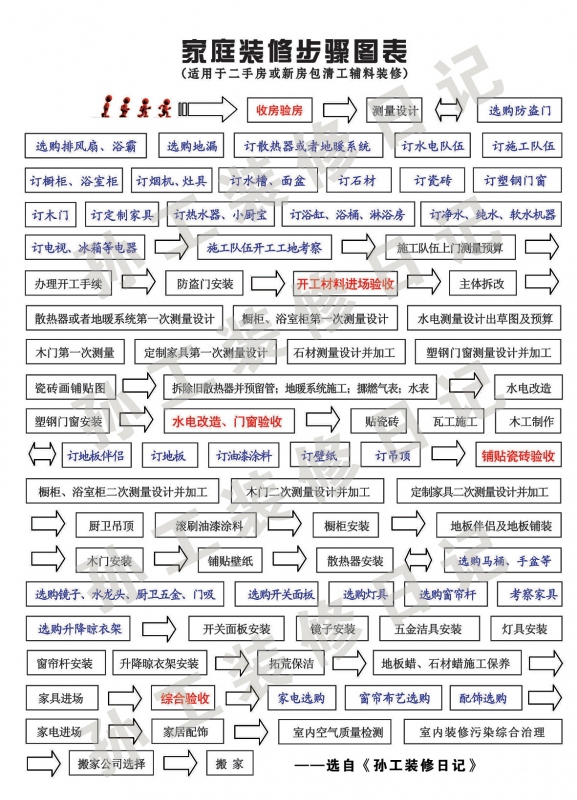 家庭装修步骤图表
(适用于二手房或新房包清工辅料装修)
收房验房 测量设计 选购防盗门
选购排风扇、浴霸 选购地漏 订散热器或者地暖系统 订水电队伍 订施工队伍
订橱柜、浴室柜 订烟机、灶具 订水槽、面盆 订石材 订瓷砖 订塑钢门窗
订木门 订定制家具 订热水器、小厨宝 订浴缸、浴桶、淋浴房 订净水、纯水、软水机器
订电视、冰箱等电器 施工队伍开工工地考察 施工队伍上门测量预算
办理开工手续 防盗门安装 开工材料进场验收 主体拆改
散热器或者地暖系统第一次测量设计 橱柜、浴室柜第一次测量设计 水电测量设计出草图及预算
木门第一次测量 定制家具第一次测量设计 石材测量设计并加工 塑钢门窗测量设计并加工
瓷砖画铺贴图 拆除旧散热器并预留管；地暖系统施工；挪燃气表；水表 水电改造
塑钢门窗安装 水电改造、门窗验收 贴瓷砖 瓦工施工 木工制作
订地板伴侣 订地板 订油漆涂料 订壁纸 订吊顶 铺贴瓷砖验收
橱柜、浴室柜二次测量设计并加工 木门二次测量设计并加工 定制家具二次测量设计并加工
厨卫吊顶 滚刷油漆涂料 橱柜安装 地板伴侣及地板铺装
木门安装 铺贴壁纸 散热器安装 选购马桶、手盆等
选购镜子、水龙头、厨卫五金、门吸 选购开关面板 选购灯具 选购窗帘杆 考察家具
选购升降晾衣架 开关面板安装 镜子安装 五金洁具安装 灯具安装
窗帘杆安装 升降晾衣架安装 拓荒保洁 地板蜡、石材蜡施工保养
家具进场 综合验收 家电选购 窗帘布艺选购 配饰选购
家电进场 家居配饰 室内空气质量检测 室内装修污染综合治理
搬家公司选择 搬 家 ——选自《孙工装修日记》
孙工装修日记
孙工装修日记
孙工装修日记
孙工装修日记